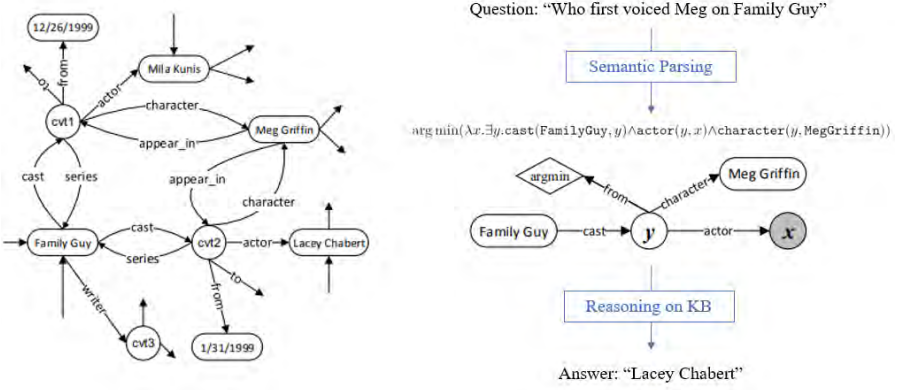 12/26/1999
to
from
actor
Mila Kunis
cvt1
character
appear_in
Meg Griffin
cast
series
appear_in
character
Family Guy
cast
series
cvt2
actor
Lacey Chabert
writer
from
to
cvt3
1/31/1999
Question: “Who first voiced Meg on Family Guy”
Semantic Parsing
arg min(λx.∃y.cast(FamilyGuy, y)∧actor(y, x)∧character(y, MegGriffin))
argmin
from
character
Meg Griffin
Family Guy
cast
y
actor
x
Reasoning on KB
Answer: “Lacey Chabert”